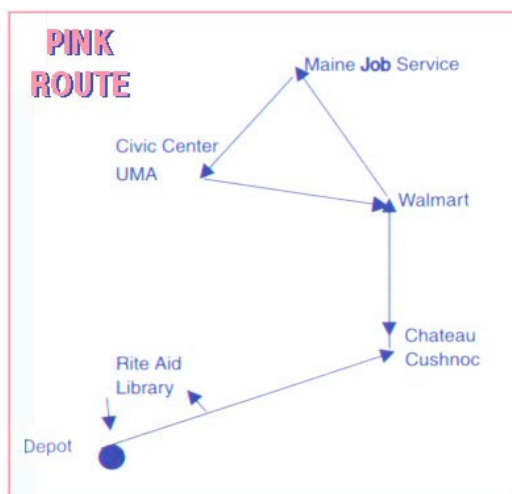 PINK
ROUTE
Maine Job Service
Civic Center
UMA
Walmart
Chateau
Cushnoc
Rite Aid
Library
Depot